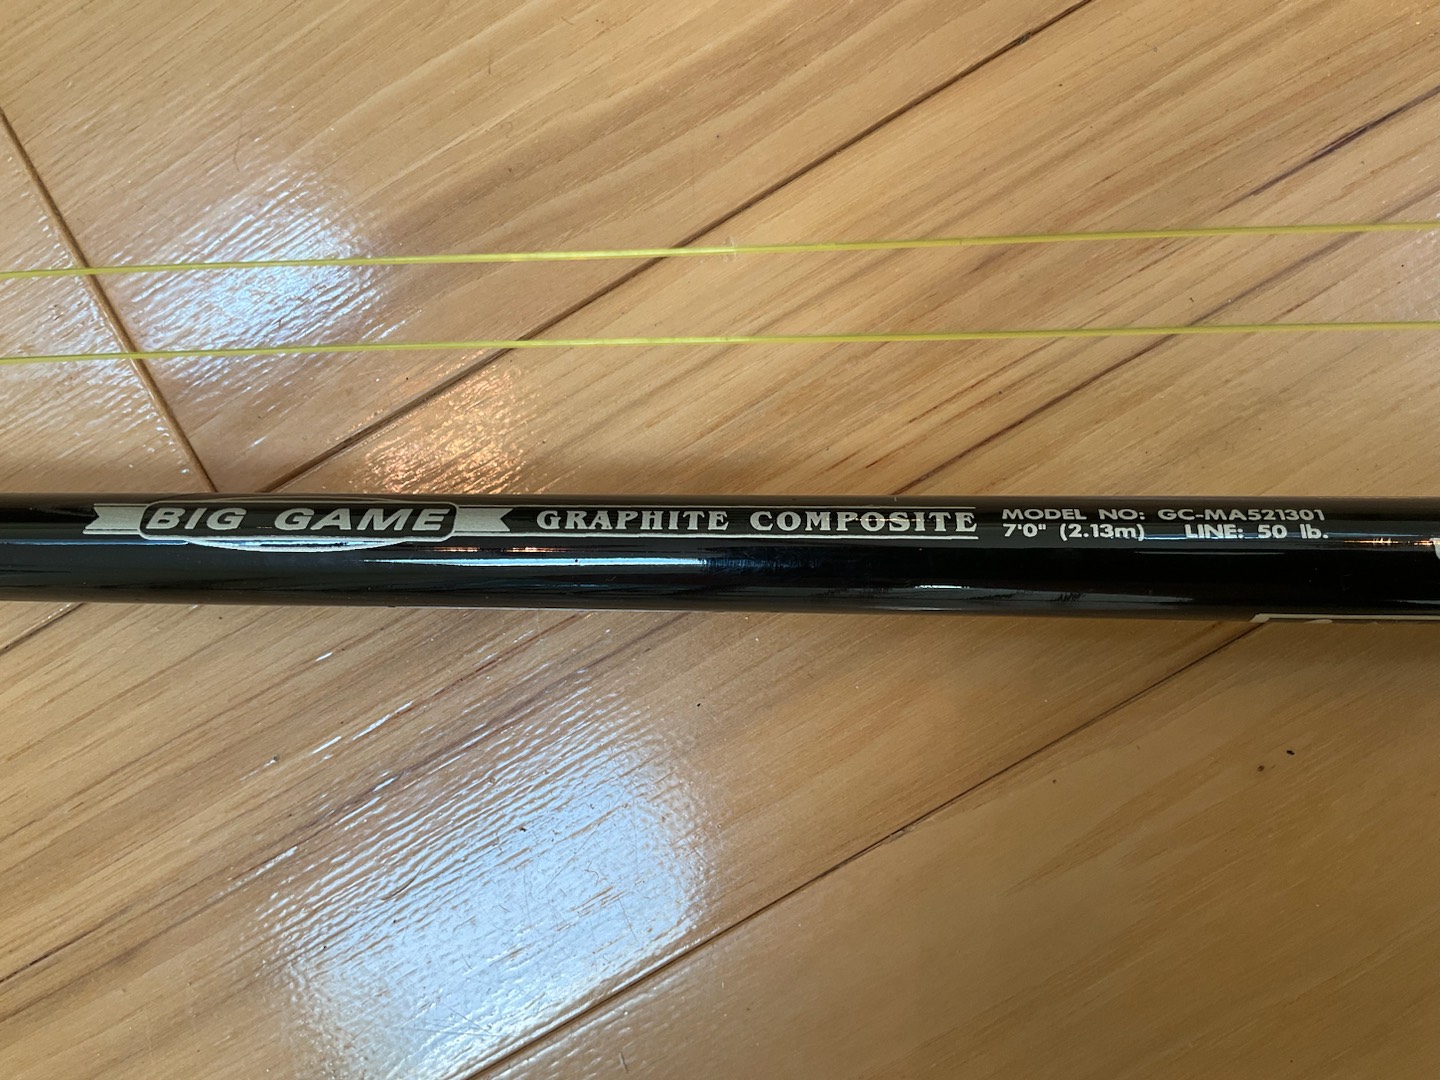 BIG GAME GRAPHITE COMPOSITE
MODEL NO: GC-MA521301
7'0" (2.13m) LINE: 50 lb.